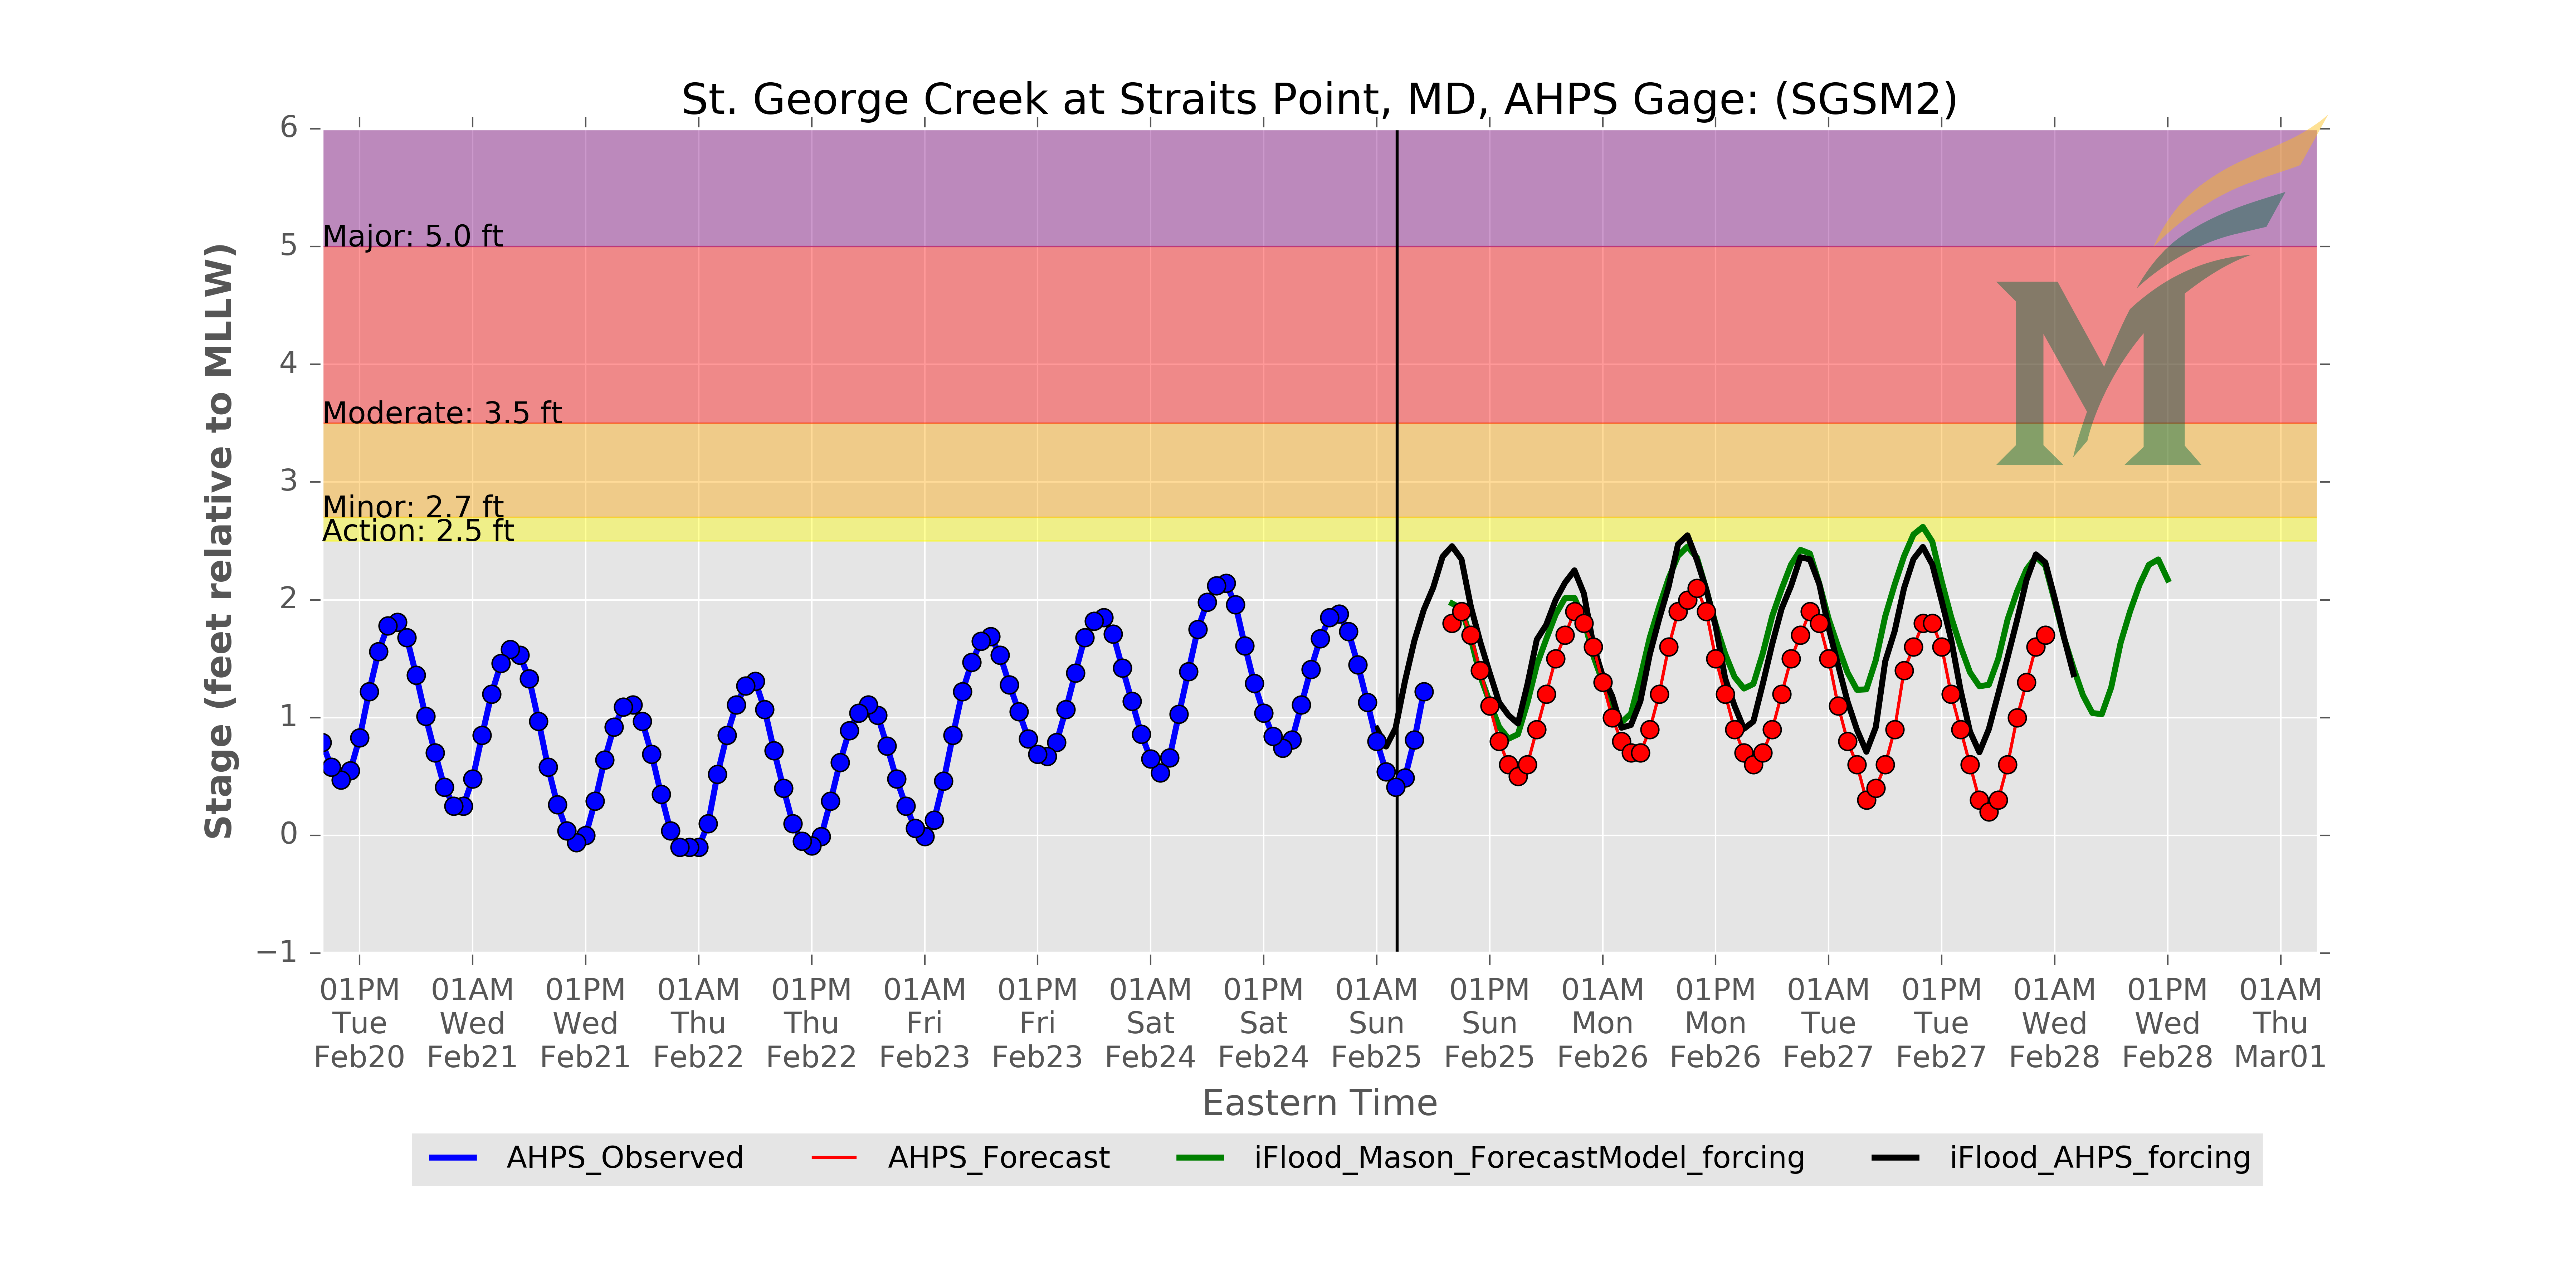 St. George Creek at Straits Point, MD, AHPS Gage: (SGSM2)
Stage (feet relative to MLLW)
6
5
4
3
2
1
0
−1
Major: 5.0 ft
Moderate: 3.5 ft
Minor: 2.7 ft
Action: 2.5 ft
M
01PM 01AM 01PM 01AM 01PM 01AM 01PM 01AM 01PM 01AM 01PM 01AM 01PM 01AM 01PM 01AM 01PM 01AM
Tue Wed Wed Thu Thu Fri Fri Sat Sat Sun Sun Mon Mon Tue Tue Wed Wed Thu
Feb20 Feb21 Feb21 Feb22 Feb22 Feb23 Feb23 Feb24 Feb24 Feb25 Feb25 Feb26 Feb26 Feb27 Feb27 Feb28 Feb28 Mar01
Eastern Time
AHPS_Observed AHPS_Forecast iFlood_Mason_ForecastModel_forcing iFlood_AHPS_forcing